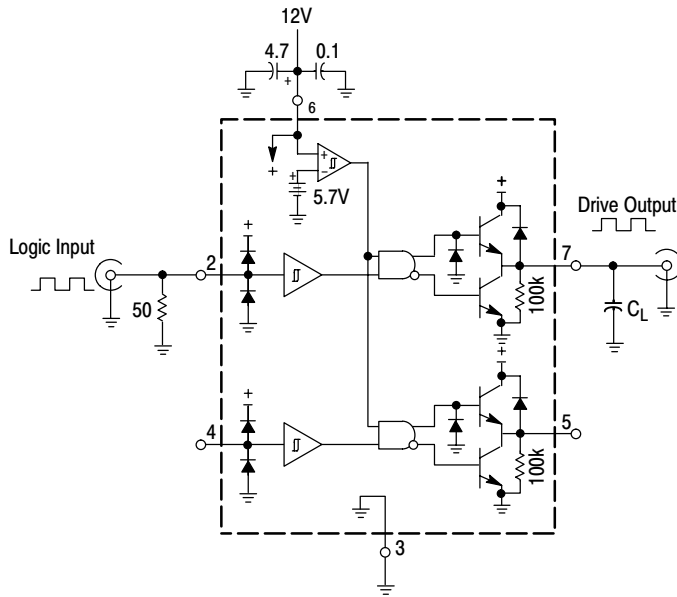 12V
4.7
0.1
+
6
+
+
−
+
5.7V
+
Drive Output
Logic Input
+
2
7
50
100k
CL
+
+
4
5
100k
3